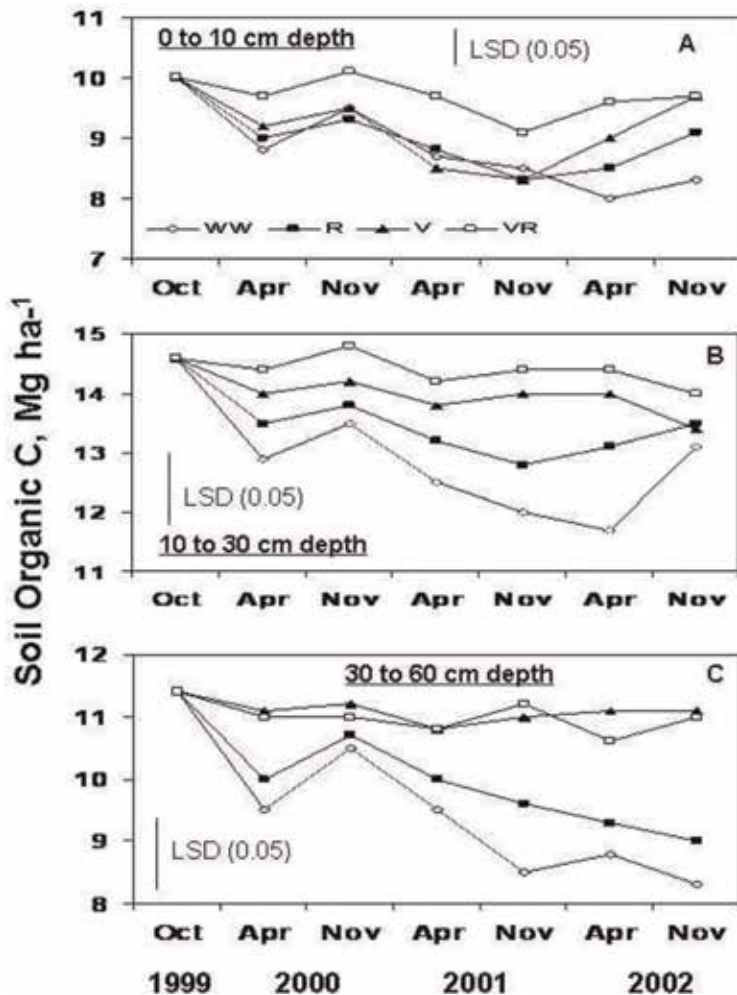 Soil Organic C, Mg ha-1
11
10
9
8
7
0 to 10 cm depth
LSD (0.05)
A
WW R V VR
Oct Apr Nov Apr Nov Apr Nov
15
14
13
12
11
B
LSD (0.05)
10 to 30 cm depth
Oct Apr Nov Apr Nov Apr Nov
12
11
10
9
8
30 to 60 cm depth
C
LSD (0.05)
Oct Apr Nov Apr Nov Apr Nov
1999 2000 2001 2002